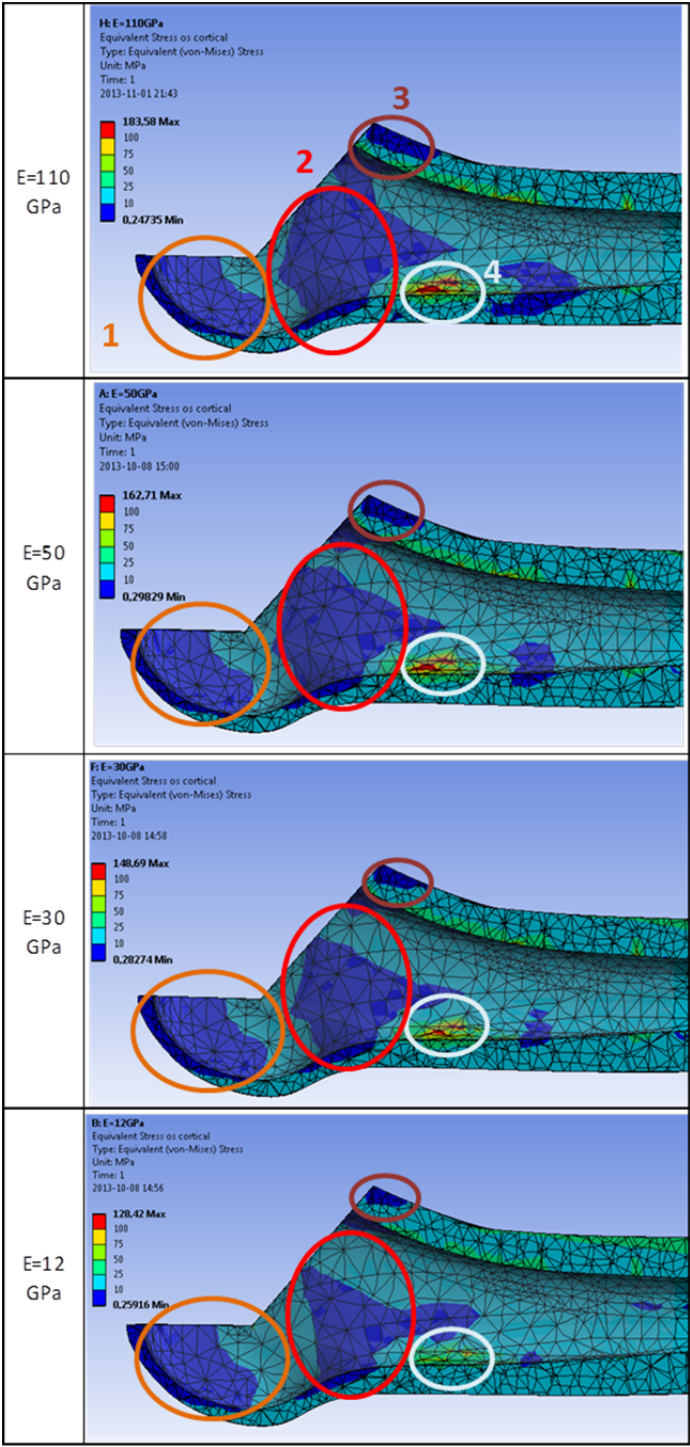 E=110
GPa
H: E=110GPa
Equivalent Stress os cortical
Type: Equivalent (von-Mises) Stress
Unit: MPa
Time: 1
2013-11-01 21:43
183,58 Max
100
75
50
25
10
0,24735 Min
1
2
3
4
E=50
GPa
A: E=50GPa
Equivalent Stress os cortical
Type: Equivalent (von-Mises) Stress
Unit: MPa
Time: 1
2013-10-08 15:00
162,71 Max
100
75
50
25
10
0,29829 Min
E=30
GPa
F: E=30GPa
Equivalent Stress os cortical
Type: Equivalent (von-Mises) Stress
Unit: MPa
Time: 1
2013-10-08 14:58
148,69 Max
100
75
50
25
10
0,28274 Min
E=12
GPa
B: E=12GPa
Equivalent Stress os cortical
Type: Equivalent (von-Mises) Stress
Unit: MPa
Time: 1
2013-10-08 14:56
128,42 Max
100
75
50
25
10
0,25916 Min